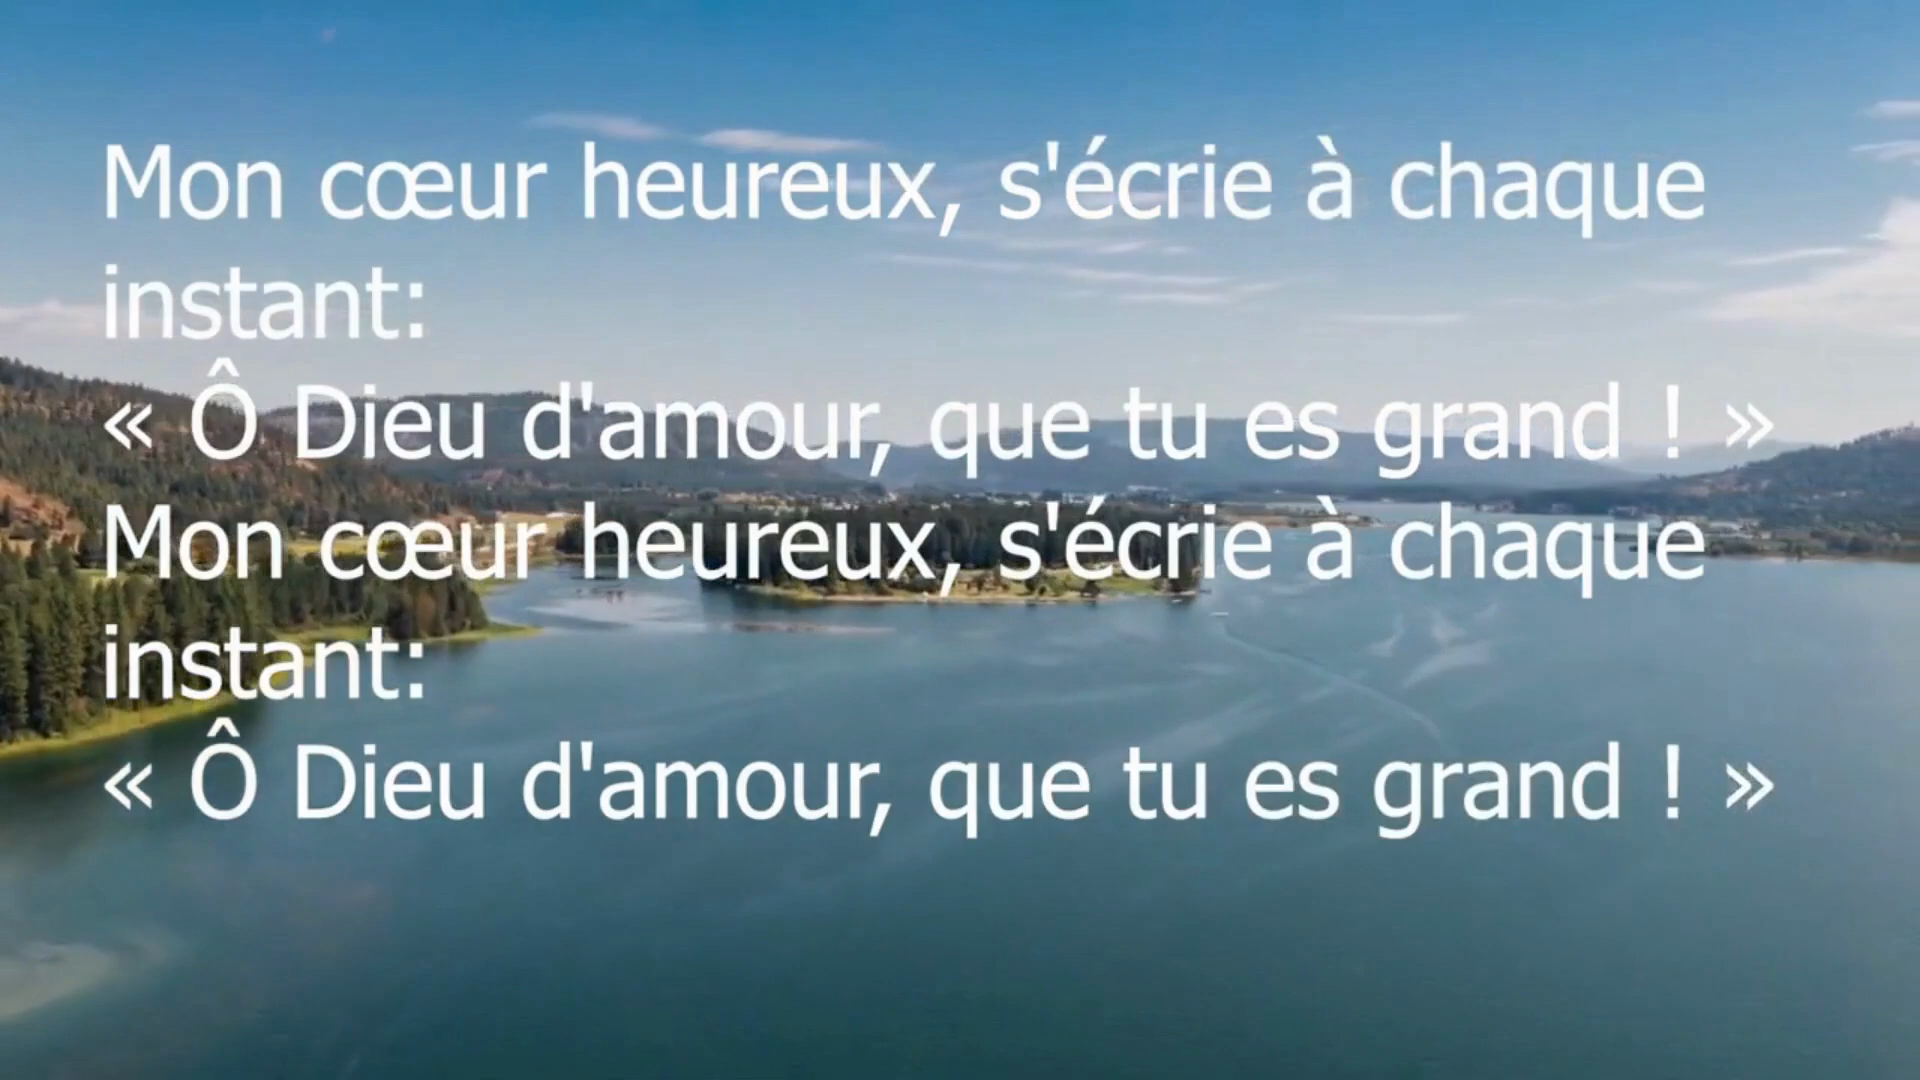 Mon cœur heureux, s'écrie à chaque
instant:
« Ô Dieu d'amour, que tu es grand ! »
Mon cœur heureux, s'écrie à chaque
instant:
« Ô Dieu d'amour, que tu es grand ! »